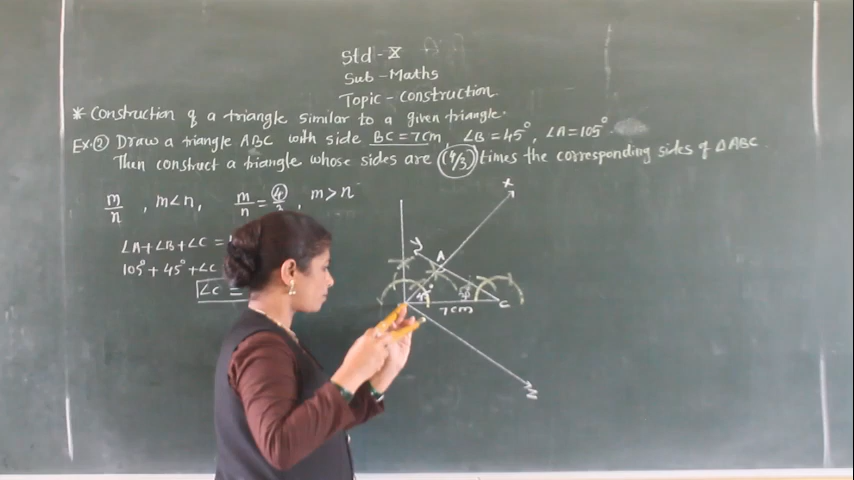 Std - X
Sub - Maths
Topic - construction.
* Construction of a triangle similar to a given triangle.
Ex.② Draw a triangle ABC with side BC = 7cm, ∠B = 45°, ∠A = 105°.
Then construct a triangle whose sides are (4/3) times the corresponding sides of ΔABC.
m/n , m<n, m/n = 4/3, m>n
∠A+∠B+∠C =
105°+45°+∠C
∠C =
X
Y
A
45°
30°
C
7cm
Z